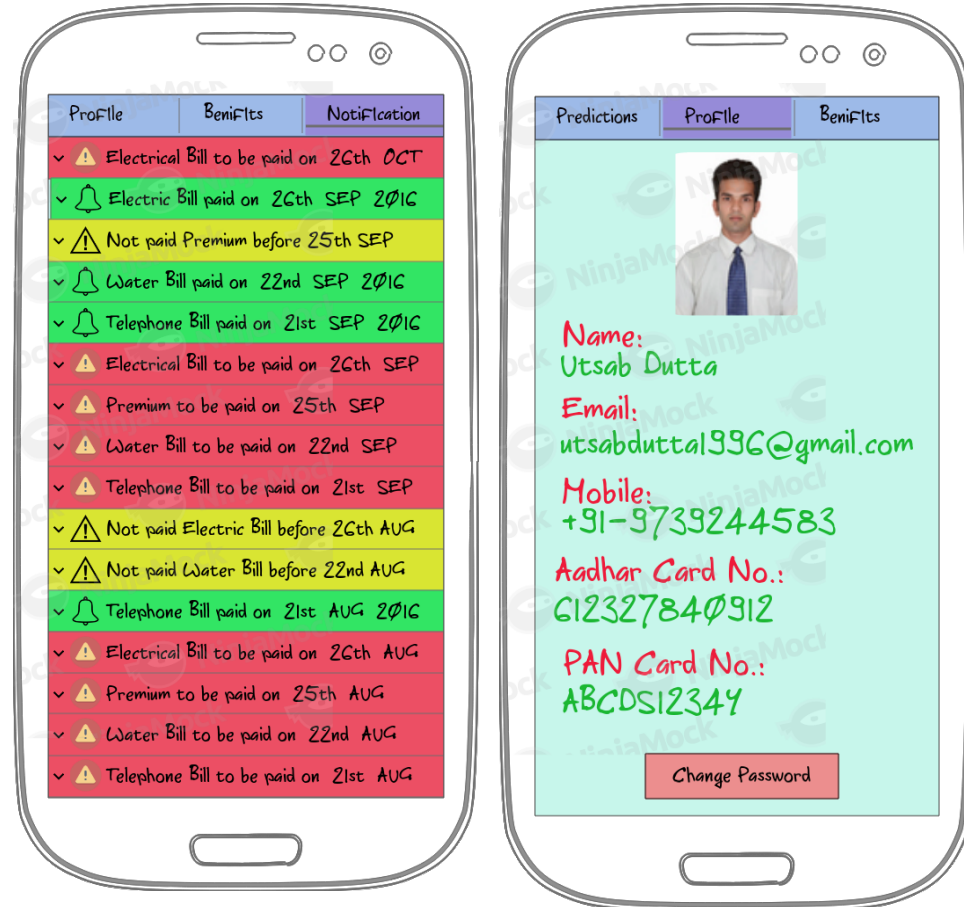 Profile Benifits Notification
Electrical Bill to be paid on 26th OCT
Electric Bill paid on 26th SEP 2016
Not paid Premium before 25th SEP
Water Bill paid on 22nd SEP 2016
Telephone Bill paid on 21st SEP 2016
Electrical Bill to be paid on 26th SEP
Premium to be paid on 25th SEP
Water Bill to be paid on 22nd SEP
Telephone Bill to be paid on 21st SEP
Not paid Electric Bill before 26th AUG
Not paid Water Bill before 22nd AUG
Telephone Bill paid on 21st AUG 2016
Electrical Bill to be paid on 26th AUG
Premium to be paid on 25th AUG
Water Bill to be paid on 22nd AUG
Telephone Bill to be paid on 21st AUG
Predictions Profile Benifits
Name:
Utsab Dutta
Email:
utsabdutta1996@gmail.com
Mobile:
+91-9739244583
Aadhar Card No.:
612327840912
PAN Card No.:
ABCDS1234Y
Change Password
NinjaMock